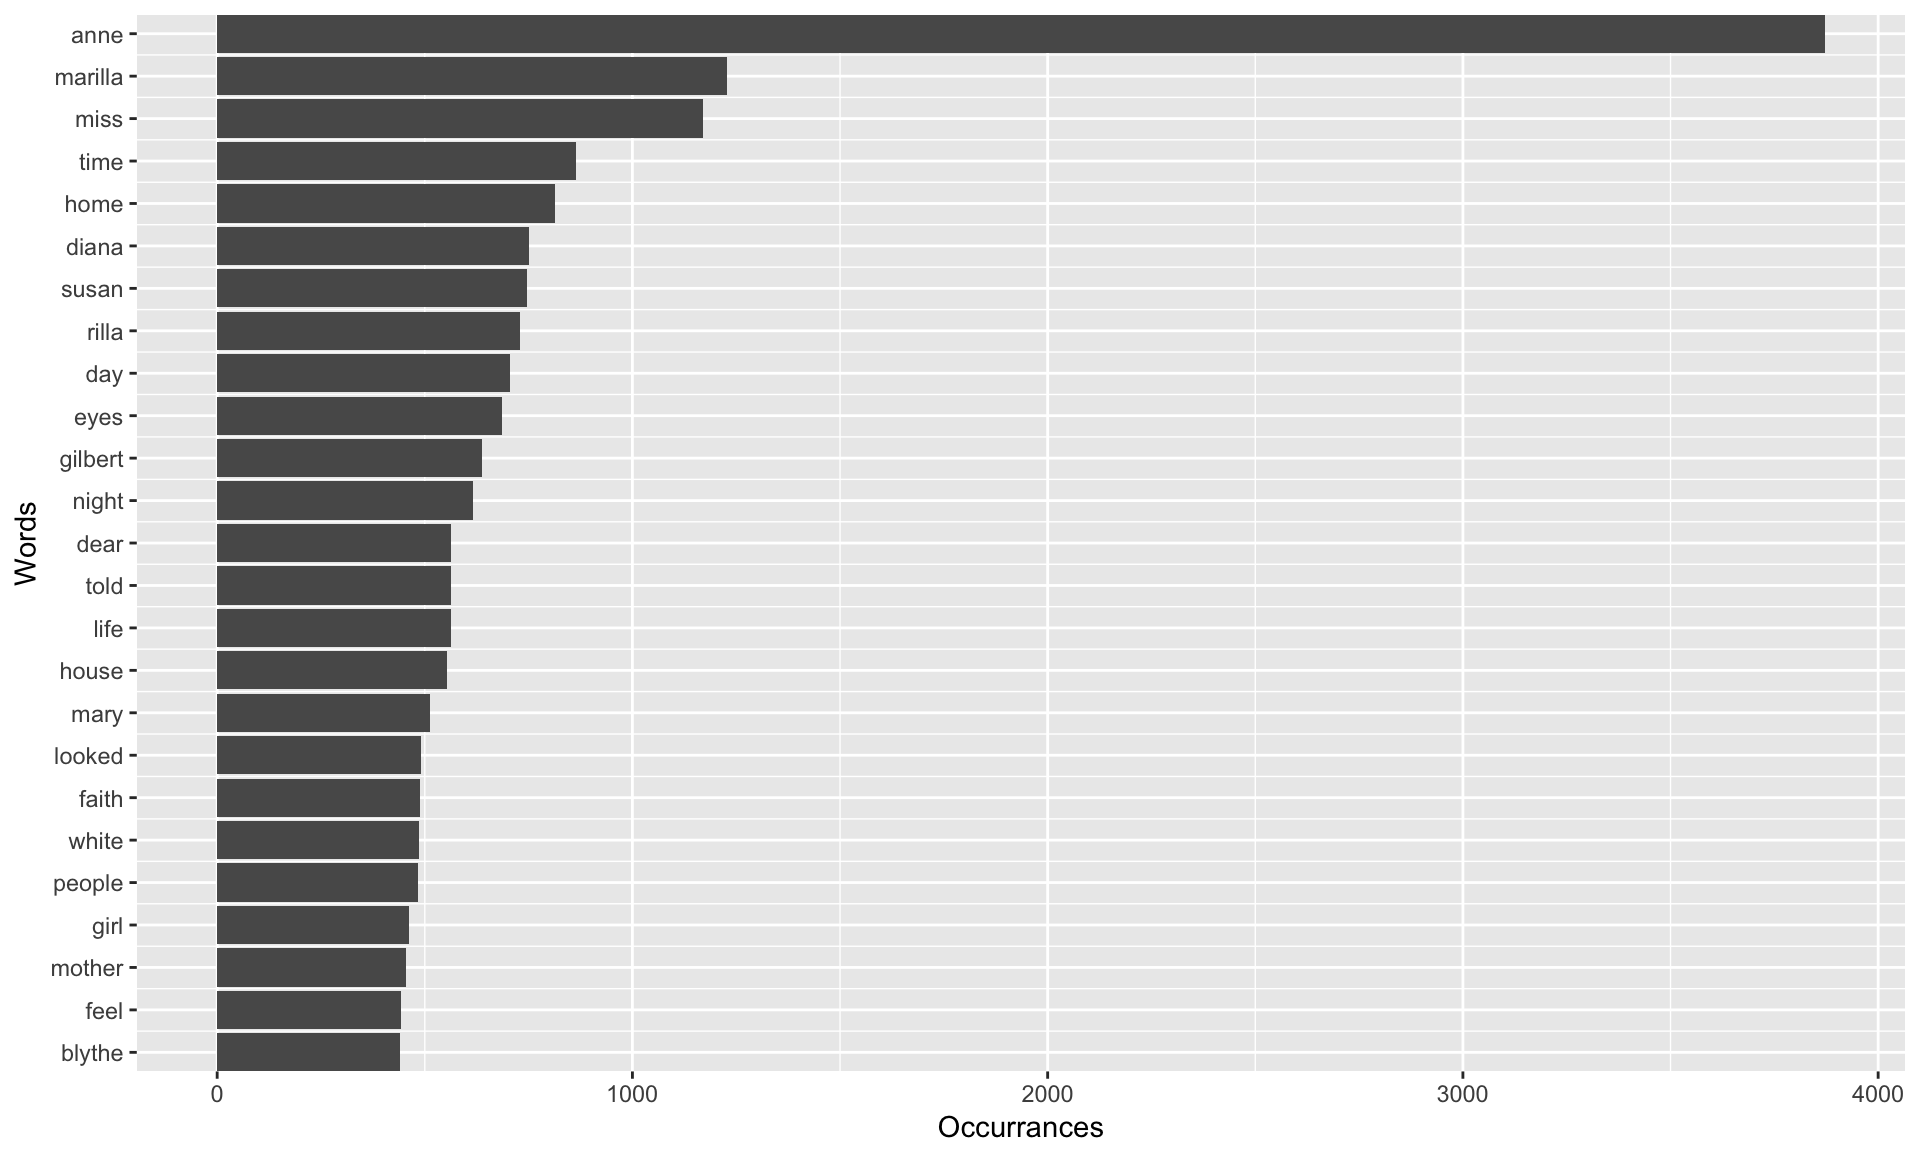 anne
marilla
miss
time
home
diana
susan
rilla
day
eyes
gilbert
night
dear
told
life
house
mary
looked
faith
white
people
girl
mother
feel
blythe
Words
0 1000 2000 3000 4000
Occurrances